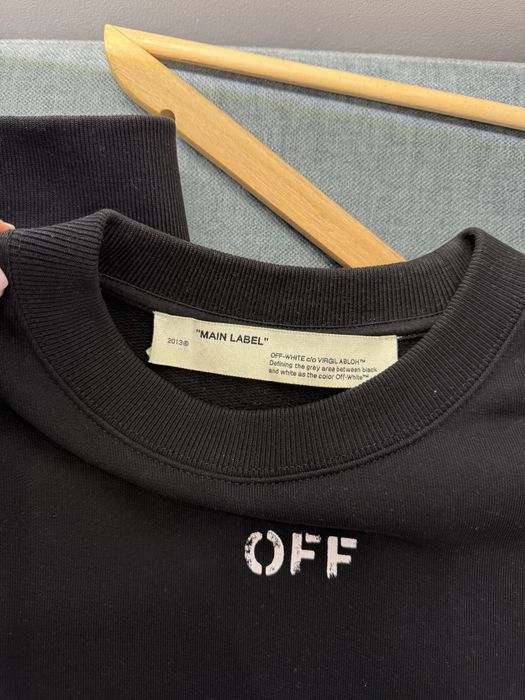 2013®
"MAIN LABEL"
OFF-WHITE c/o VIRGIL ABLOH™
Defining the grey area between black
and white as the color Off-White™
OFF